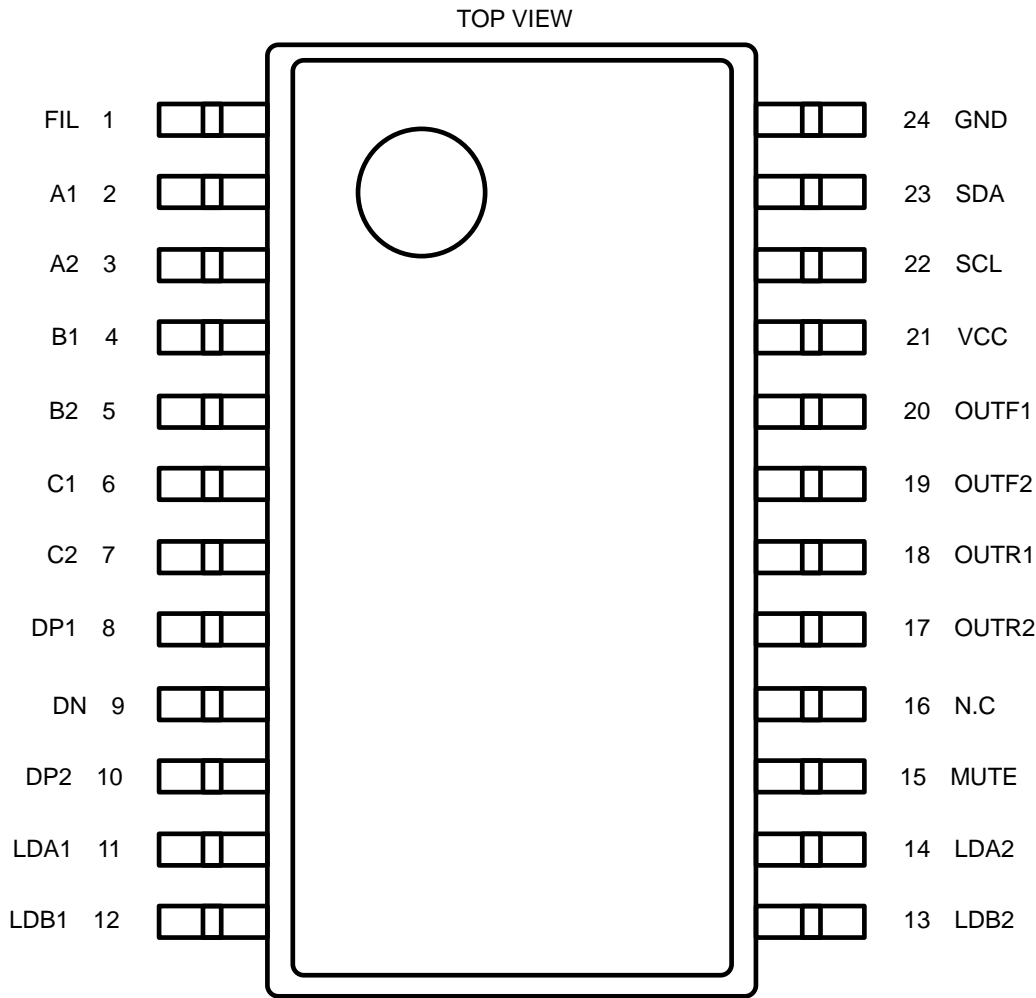 TOP VIEW
FIL 1
A1 2
A2 3
B1 4
B2 5
C1 6
C2 7
DP1 8
DN 9
DP2 10
LDA1 11
LDB1 12
24 GND
23 SDA
22 SCL
21 VCC
20 OUTF1
19 OUTF2
18 OUTR1
17 OUTR2
16 N.C
15 MUTE
14 LDA2
13 LDB2